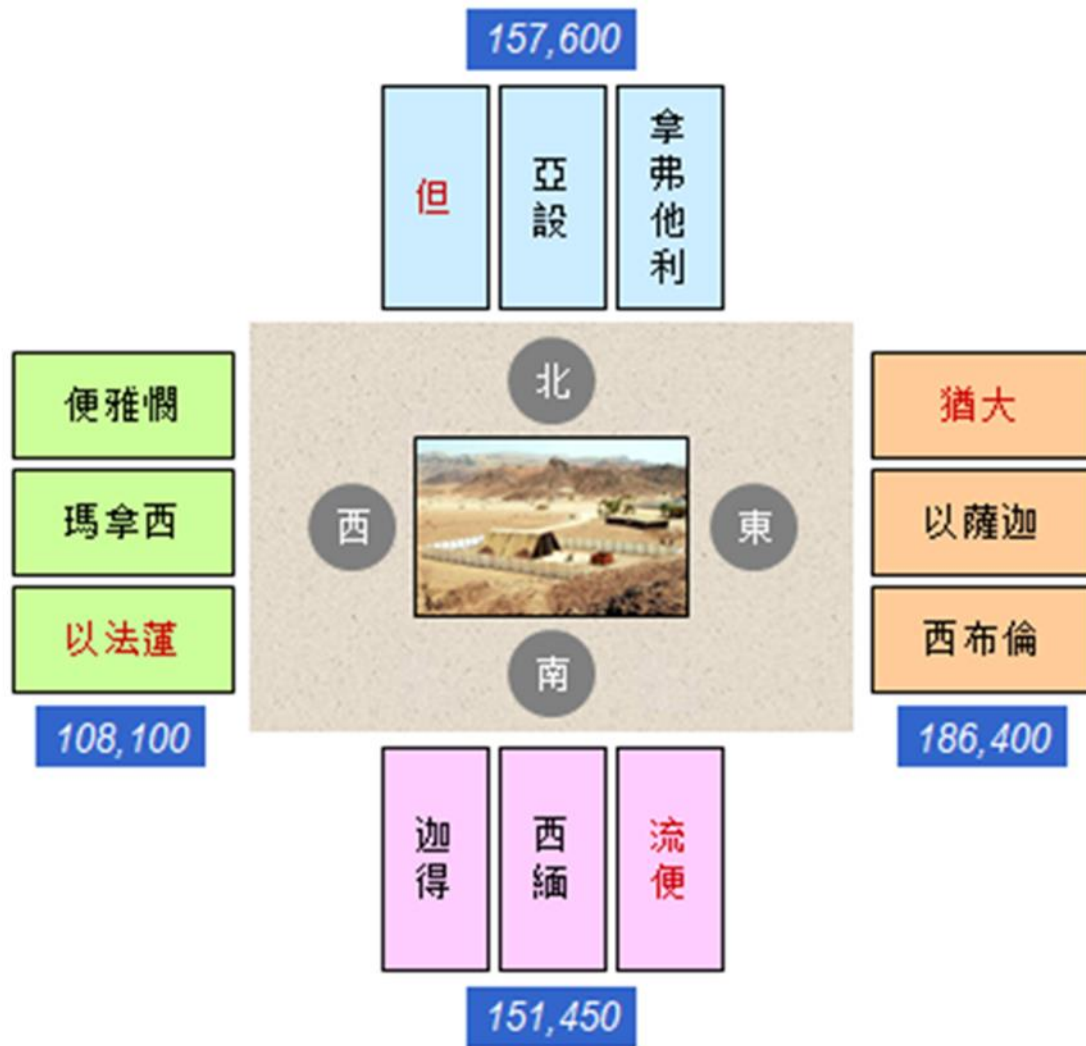 157,600
但
亞設
拿弗他利
北
便雅憫
瑪拿西
以法蓮
108,100
西
東
猶大
以薩迦
西布倫
186,400
南
迦得
西緬
流便
151,450